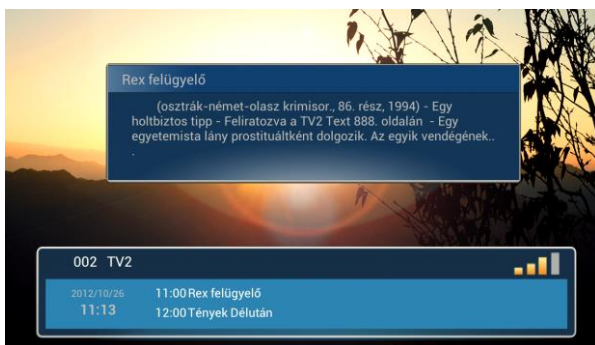 Rex felügyelő
(osztrák-német-olasz krimisor., 86. rész, 1994) - Egy
holtbiztos tipp - Feliratozva a TV2 Text 888. oldalán - Egy
egyetemista lány prostituáltként dolgozik. Az egyik vendégének..
.
002 TV2
2012/10/26
11:13
11:00 Rex felügyelő
12:00 Tények Délután